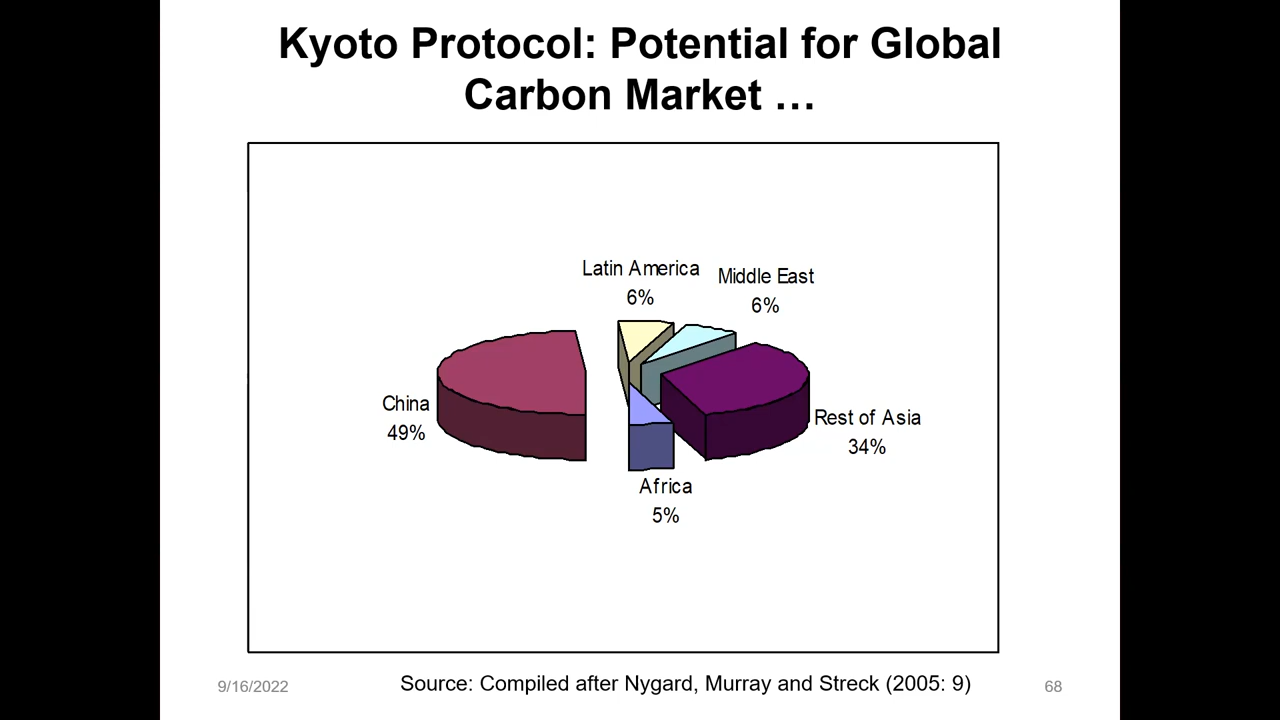 Kyoto Protocol: Potential for Global
Carbon Market …
Latin America
6%
Middle East
6%
China
49%
Rest of Asia
34%
Africa
5%
9/16/2022
Source: Compiled after Nygard, Murray and Streck (2005: 9)
68